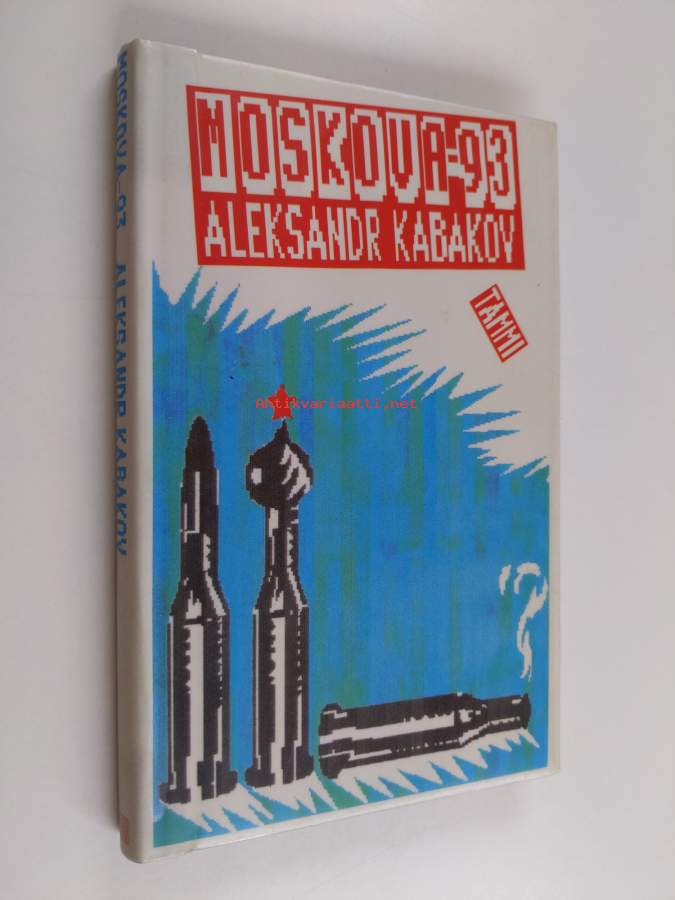 MOSKOVA-93
ALEKSANDR KABAKOV
TAMMI
Antikvariaatti.net
MOSKOVA-93 ALEKSANDR KABAKOV